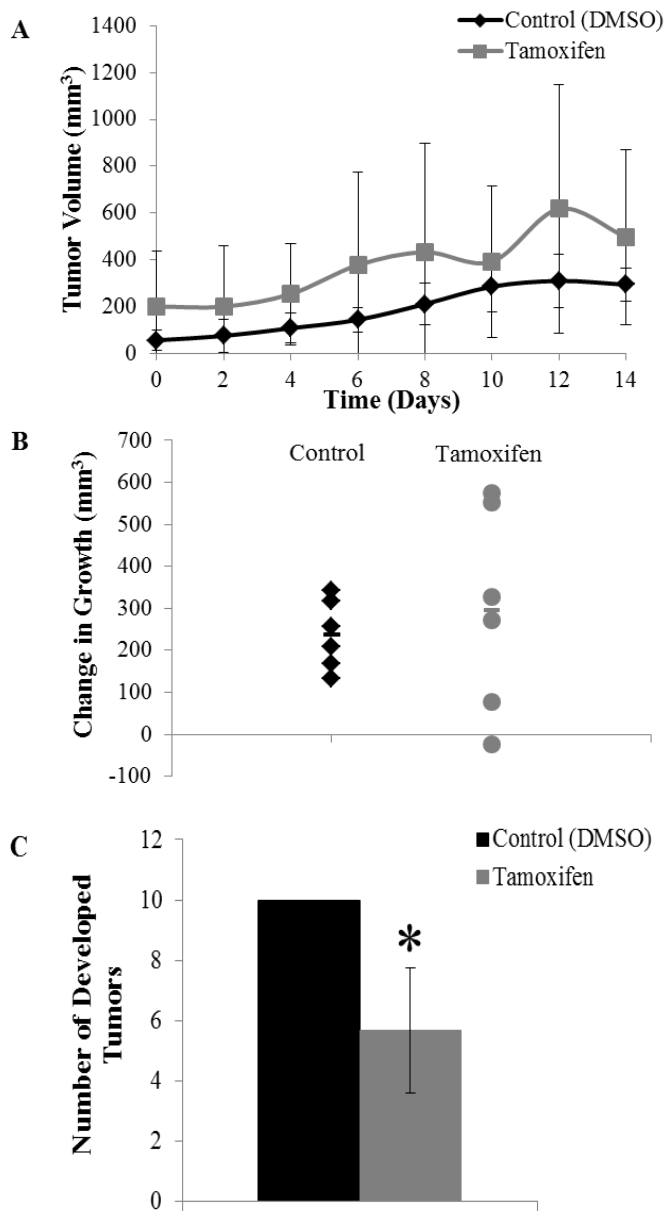 A
Control (DMSO)
Tamoxifen
Tumor Volume (mm³)
1400
1200
1000
800
600
400
200
0
0 2 4 6 8 10 12 14
Time (Days)
B
Control Tamoxifen
Change in Growth (mm³)
700
600
500
400
300
200
100
0
-100
C
Control (DMSO)
Tamoxifen
Number of Developed
Tumors
12
10
8
6
4
2
0
*